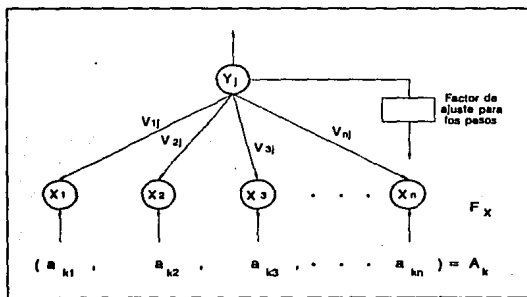 Yj
Factor de
ajuste para
los pesos
V1j
V2j
V3j
Vnj
X1 X2 X3 . . . Xn Fx
( ak1 , ak2 , ak3 , . . . akn ) = Ak